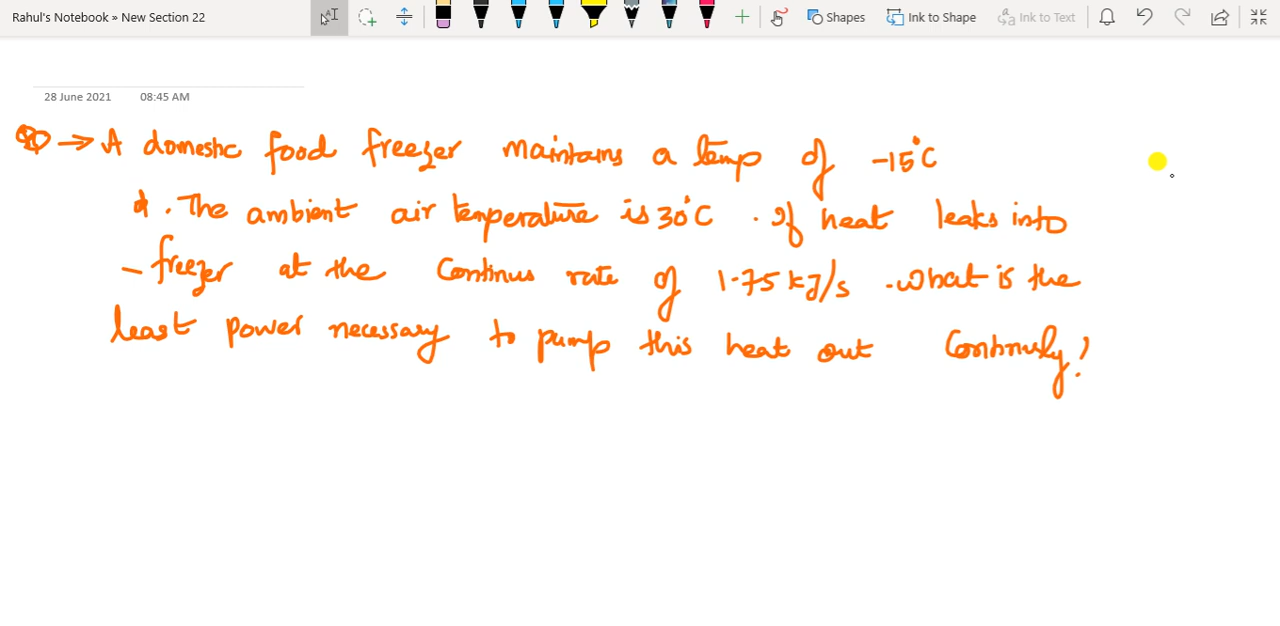 Rahul's Notebook » New Section 22
Shapes
Ink to Shape
Ink to Text
28 June 2021 08:45 AM
→ A domestic food freezer maintains a temp of -15°C
. The ambient air temperature is 30°C . If heat leaks into
- freezer at the continus rate of 1.75 kJ/s . what is the
least power necessary to pump this heat out continusly?